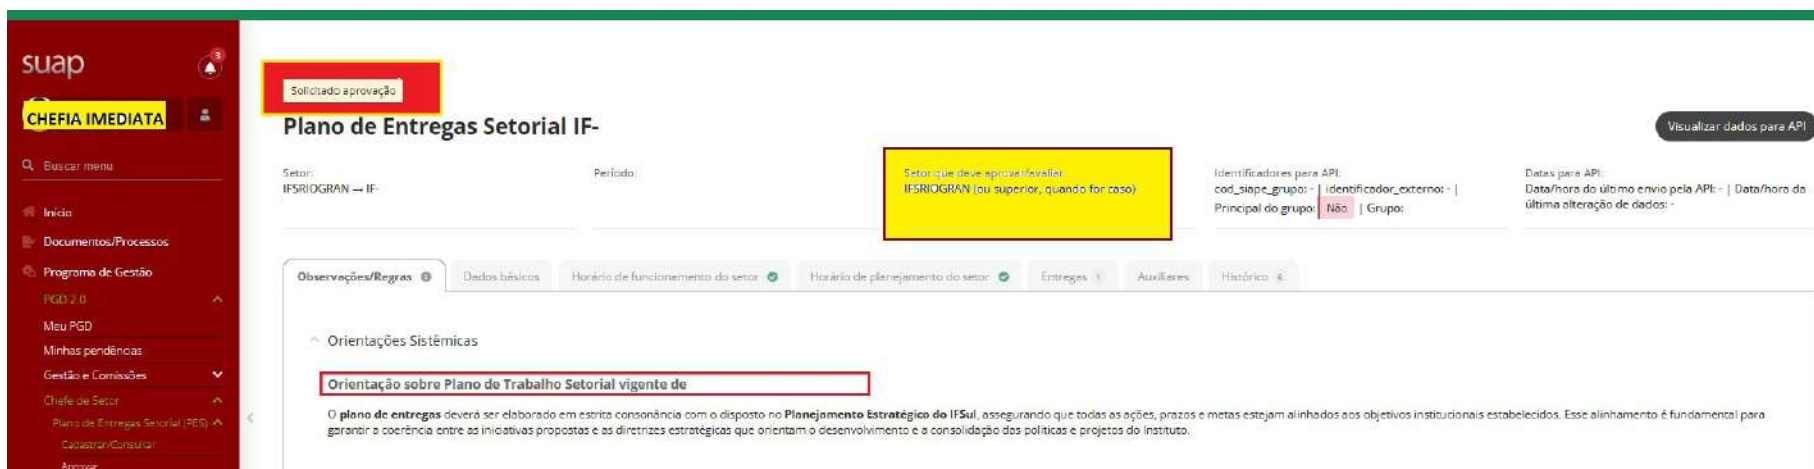 suap
3
CHEFIA IMEDIATA
Buscar menu
Início
Documentos/Processos
Programa de Gestão
PGD 2.0
Meu PGD
Minhas pendências
Gestão e Comissões
Chefe de Setor
Plano de Entregas Setorial (PES)
Cadastrar/Consultar
Aprovar
Solicitado aprovação
Plano de Entregas Setorial IF-
Visualizar dados para API
Setor:
IFSRIOGRAN → IF-
Período:
Setor que deve aprovar/avaliar:
IFSRIOGRAN (ou superior, quando for caso)
Identificadores para API:
cod_siape_grupo: - | identificador_externo: - |
Principal do grupo: Não | Grupo:
Datas para API:
Data/hora do último envio pela API: - | Data/hora da
última alteração de dados: -
Observações/Regras
Dados básicos
Horário de funcionamento do setor
Horário de planejamento do setor
Entregas 1
Auxiliares
Histórico 6
Orientações Sistêmicas
Orientação sobre Plano de Trabalho Setorial vigente de
O plano de entregas deverá ser elaborado em estrita consonância com o disposto no Planejamento Estratégico do IFSul, assegurando que todas as ações, prazos e metas estejam alinhados aos objetivos institucionais estabelecidos. Esse alinhamento é fundamental para
garantir a coerência entre as iniciativas propostas e as diretrizes estratégicas que orientam o desenvolvimento e a consolidação das políticas e projetos do Instituto.